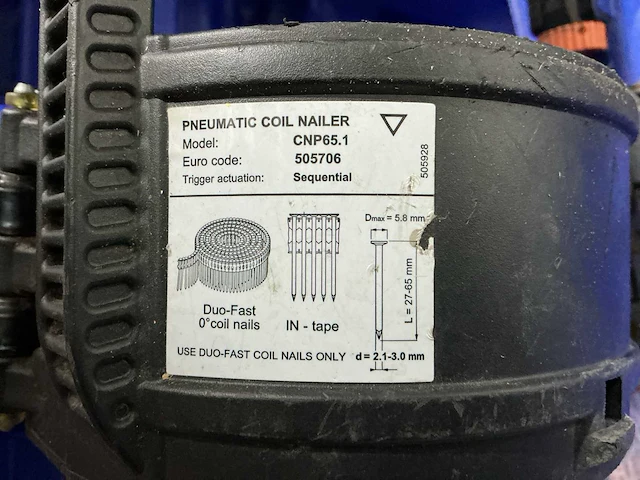 PNEUMATIC COIL NAILER
Model: CNP65.1
Euro code: 505706
Trigger actuation: Sequential
505928
Dmax = 5.8 mm
L = 27-65 mm
Duo-Fast
0°coil nails
IN - tape
USE DUO-FAST COIL NAILS ONLY
d = 2.1-3.0 mm